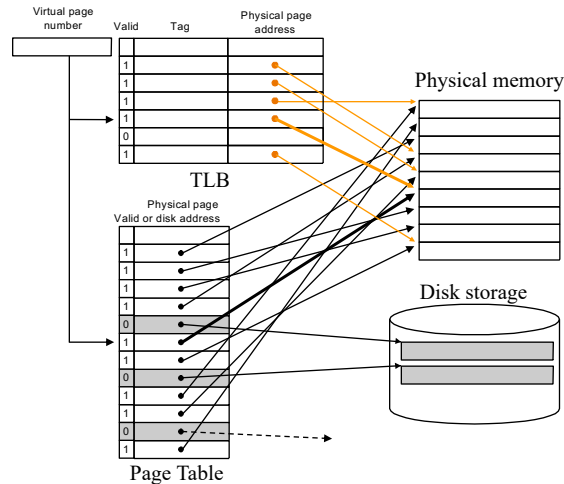 Virtual page
number
Valid
Tag
Physical page
address
1
1
1
1
0
1
TLB
Physical memory
Physical page
Valid or disk address
1
1
1
1
0
1
1
0
1
1
0
1
Page Table
Disk storage